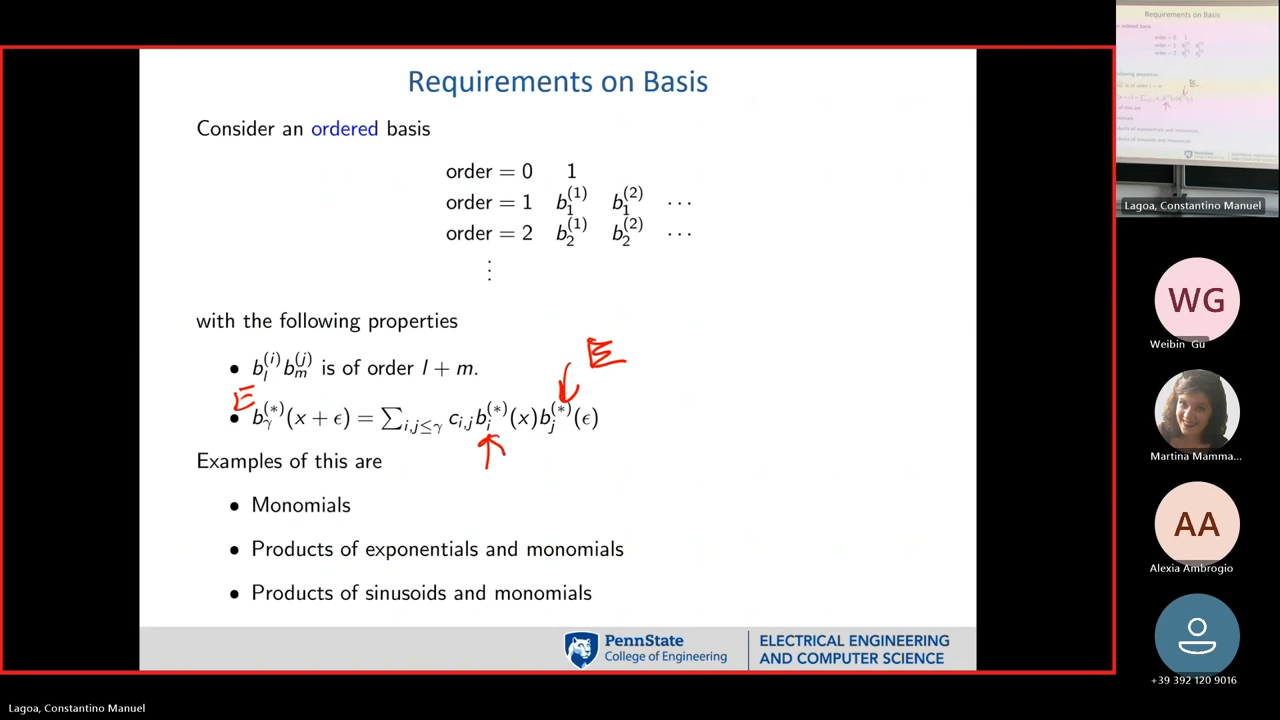 Requirements on Basis
Consider an ordered basis
order = 0 1
order = 1 b_1^{(1)} b_1^{(2)} ⋯
order = 2 b_2^{(1)} b_2^{(2)} ⋯
⋮
with the following properties
• b_l^{(i)} b_m^{(j)} is of order l + m.
E
E
• b_γ^{(*)}(x + ϵ) = ∑_{i,j≤γ} c_{i,j} b_i^{(*)}(x) b_j^{(*)}(ϵ)
Examples of this are
• Monomials
• Products of exponentials and monomials
• Products of sinusoids and monomials
PennState
College of Engineering
ELECTRICAL ENGINEERING
AND COMPUTER SCIENCE
Requirements on Basis
Lagoa, Constantino Manuel
WG
Weibin Gu
Martina Mamma...
AA
Alexia Ambrogio
+39 392 120 9016
Lagoa, Constantino Manuel